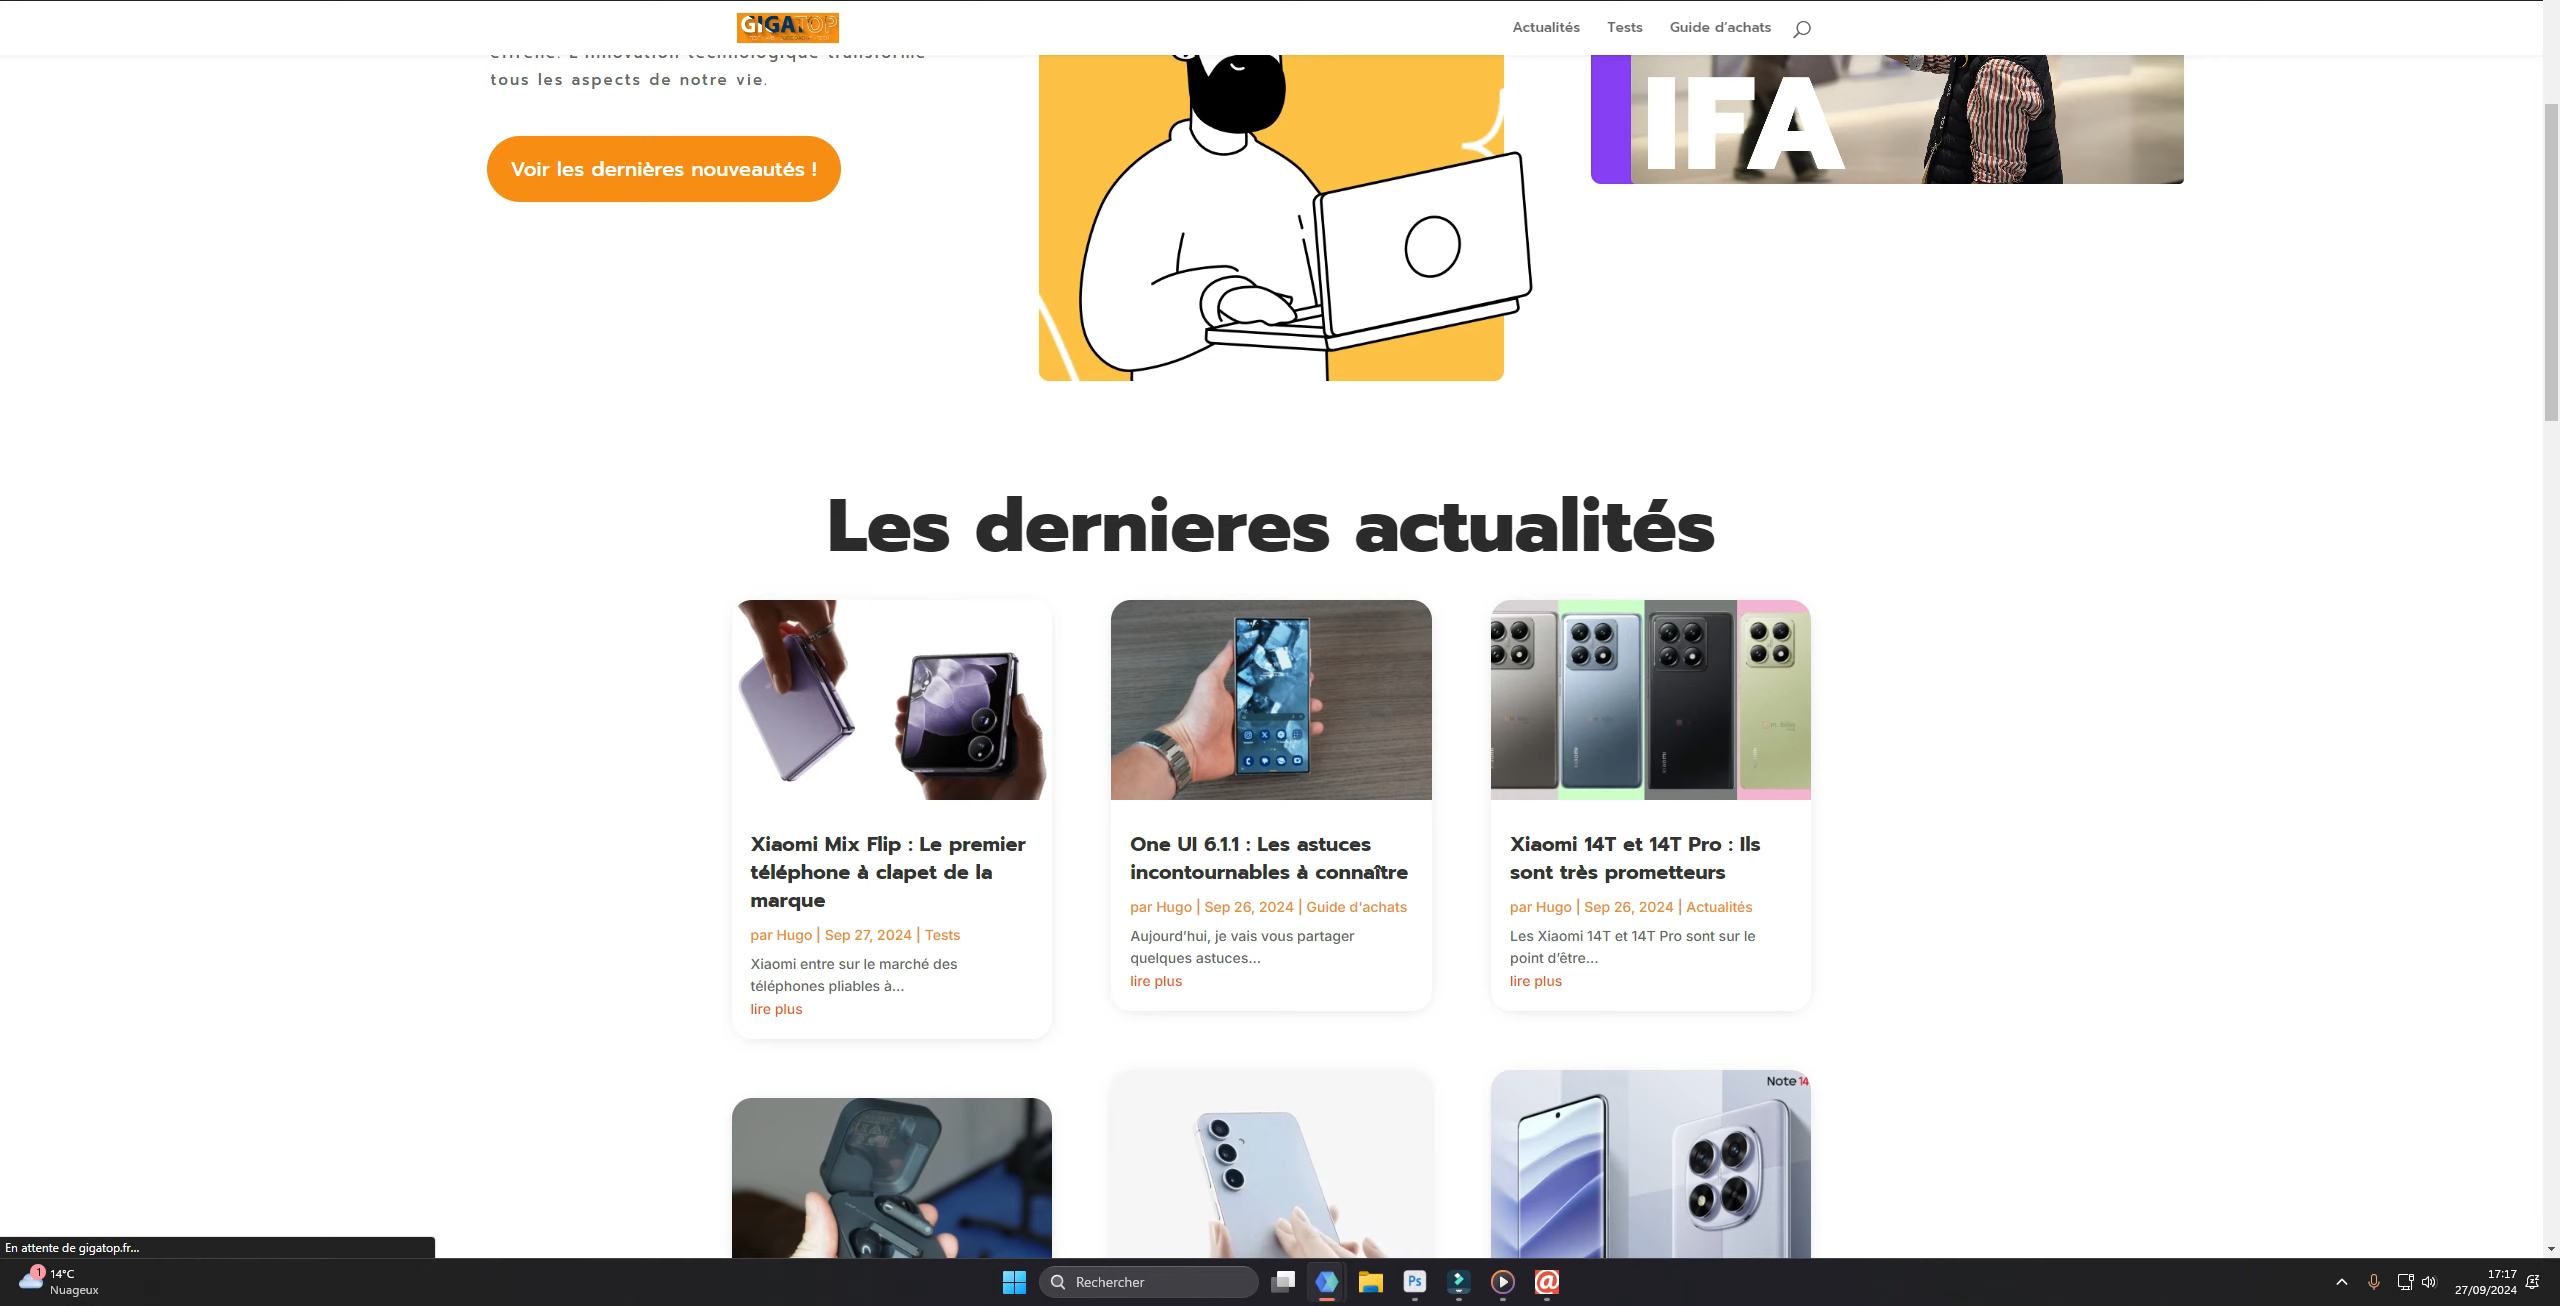 GIGATOP
Actualités
Tests
Guide d’achats
tous les aspects de notre vie.
Voir les dernières nouveautés !
IFA
Les dernieres actualités
Xiaomi Mix Flip : Le premier
téléphone à clapet de la
marque
par Hugo | Sep 27, 2024 | Tests
Xiaomi entre sur le marché des
téléphones pliables à...
lire plus
One UI 6.1.1 : Les astuces
incontournables à connaître
par Hugo | Sep 26, 2024 | Guide d'achats
Aujourd’hui, je vais vous partager
quelques astuces...
lire plus
Xiaomi 14T et 14T Pro : Ils
sont très prometteurs
par Hugo | Sep 26, 2024 | Actualités
Les Xiaomi 14T et 14T Pro sont sur le
point d’être...
lire plus
Note 14
En attente de gigatop.fr...
1
14°C
Nuageux
Rechercher
Ps
17:17
27/09/2024